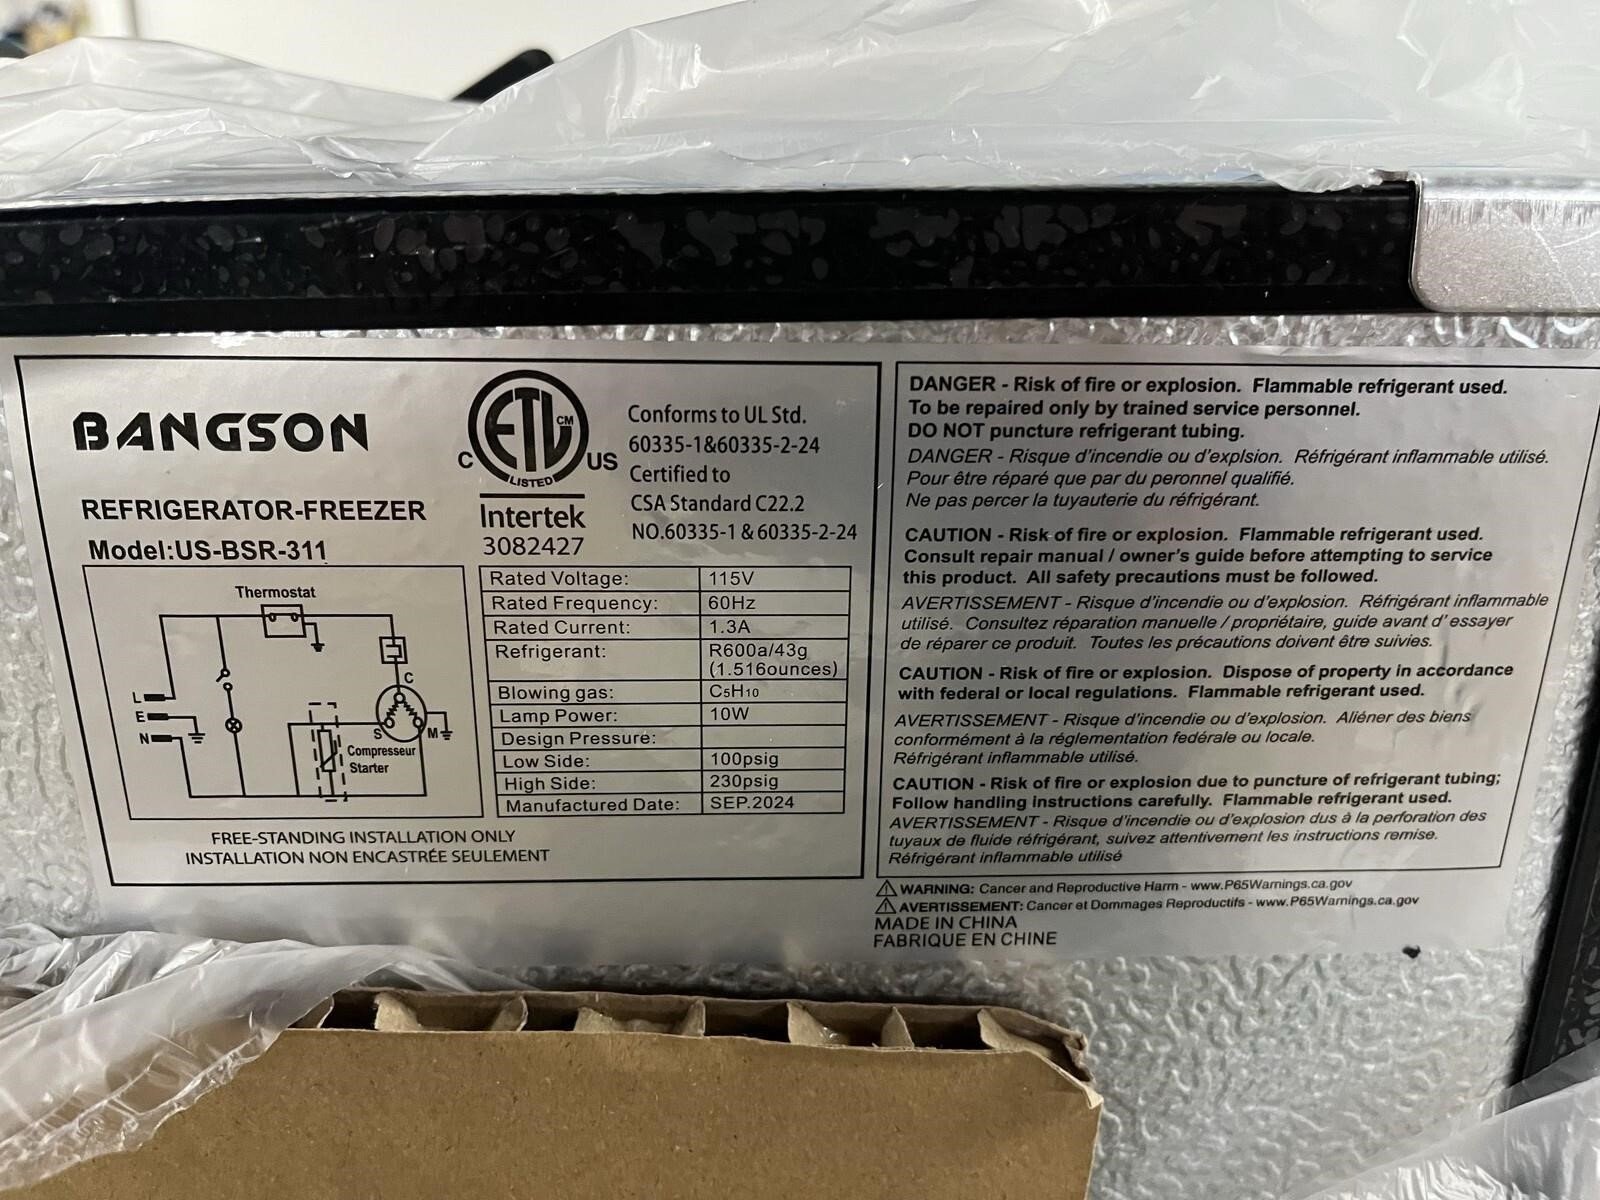 BANGSON
REFRIGERATOR-FREEZER
Model:US-BSR-311
ETL CM
LISTED
C US
Intertek
3082427
Conforms to UL Std.
60335-1&60335-2-24
Certified to
CSA Standard C22.2
NO.60335-1 & 60335-2-24
Thermostat
L
E
N
C
S
M
Compresseur
Starter
Rated Voltage: 115V
Rated Frequency: 60Hz
Rated Current: 1.3A
Refrigerant: R600a/43g
(1.516ounces)
Blowing gas: C₅H₁₀
Lamp Power: 10W
Design Pressure:
Low Side: 100psig
High Side: 230psig
Manufactured Date: SEP.2024
FREE-STANDING INSTALLATION ONLY
INSTALLATION NON ENCASTRÉE SEULEMENT
DANGER - Risk of fire or explosion. Flammable refrigerant used.
To be repaired only by trained service personnel.
DO NOT puncture refrigerant tubing.
DANGER - Risque d'incendie ou d'explsion. Réfrigérant inflammable utilisé.
Pour être réparé que par du peronnel qualifié.
Ne pas percer la tuyauterie du réfrigérant.
CAUTION - Risk of fire or explosion. Flammable refrigerant used.
Consult repair manual / owner's guide before attempting to service
this product. All safety precautions must be followed.
AVERTISSEMENT - Risque d'incendie ou d'explosion. Réfrigérant inflammable
utilisé. Consultez réparation manuelle / propriétaire, guide avant d'essayer
de réparer ce produit. Toutes les précautions doivent être suivies.
CAUTION - Risk of fire or explosion. Dispose of property in accordance
with federal or local regulations. Flammable refrigerant used.
AVERTISSEMENT - Risque d'incendie ou d'explosion. Aliéner des biens
conformément à la réglementation fedérale ou locale.
Réfrigérant inflammable utilisé.
CAUTION - Risk of fire or explosion due to puncture of refrigerant tubing;
Follow handling instructions carefully. Flammable refrigerant used.
AVERTISSEMENT - Risque d'incendie ou d'explosion dus à la perforation des
tuyaux de fluide réfrigérant, suivez attentivement les instructions remise.
Réfrigérant inflammable utilisé
WARNING: Cancer and Reproductive Harm - www.P65Warnings.ca.gov
AVERTISSEMENT: Cancer et Dommages Reproductifs - www.P65Warnings.ca.gov
MADE IN CHINA
FABRIQUE EN CHINE